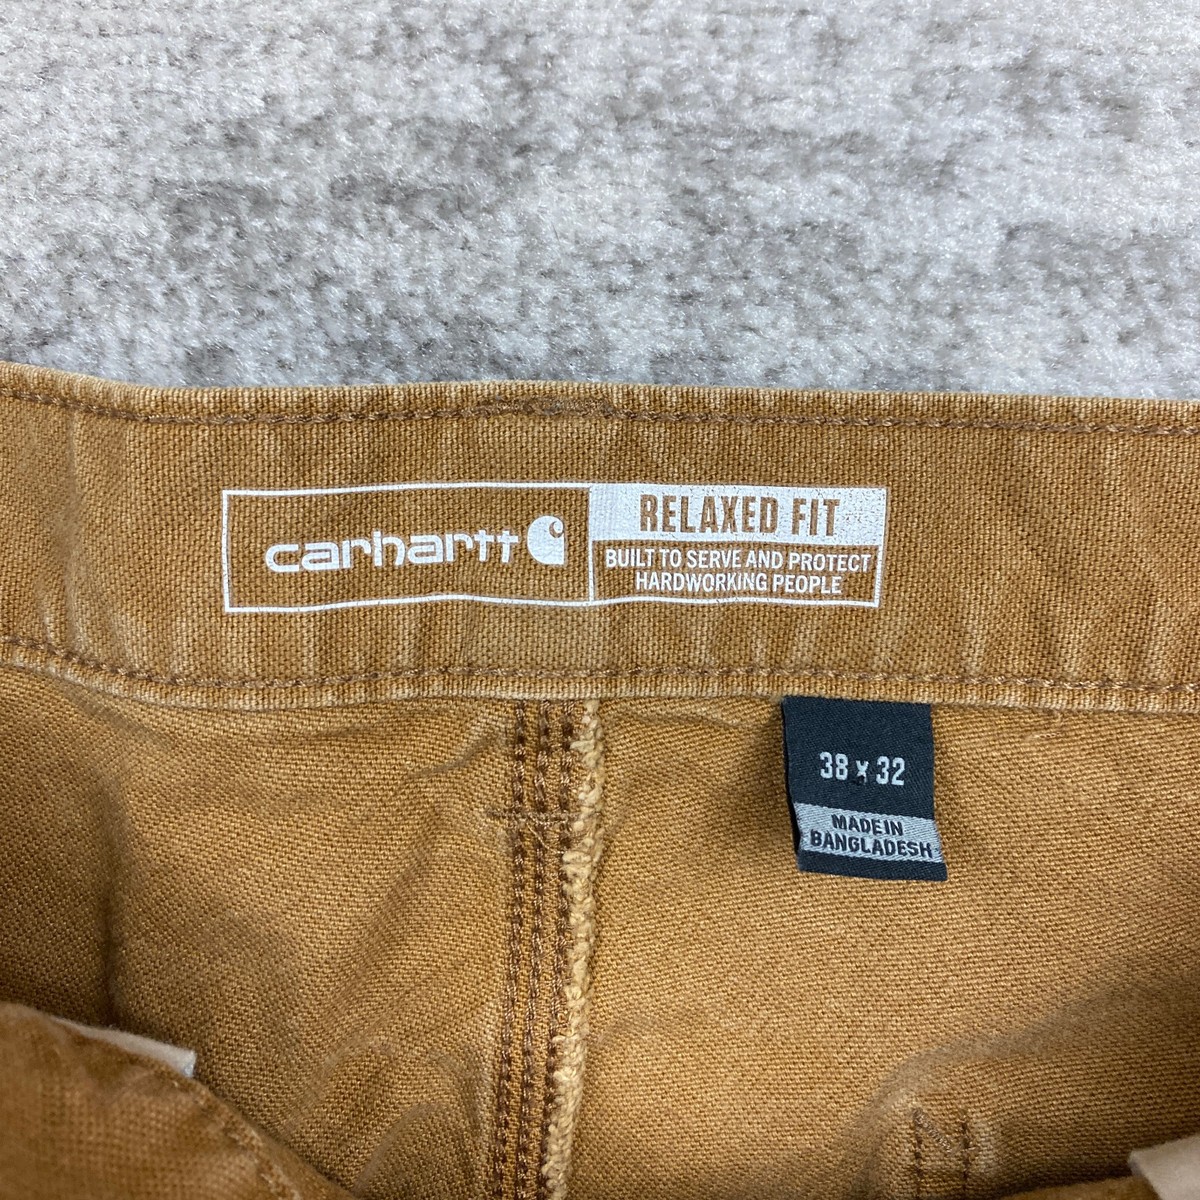 carhartt
RELAXED FIT
BUILT TO SERVE AND PROTECT
HARDWORKING PEOPLE
38 x 32
MADE IN
BANGLADESH